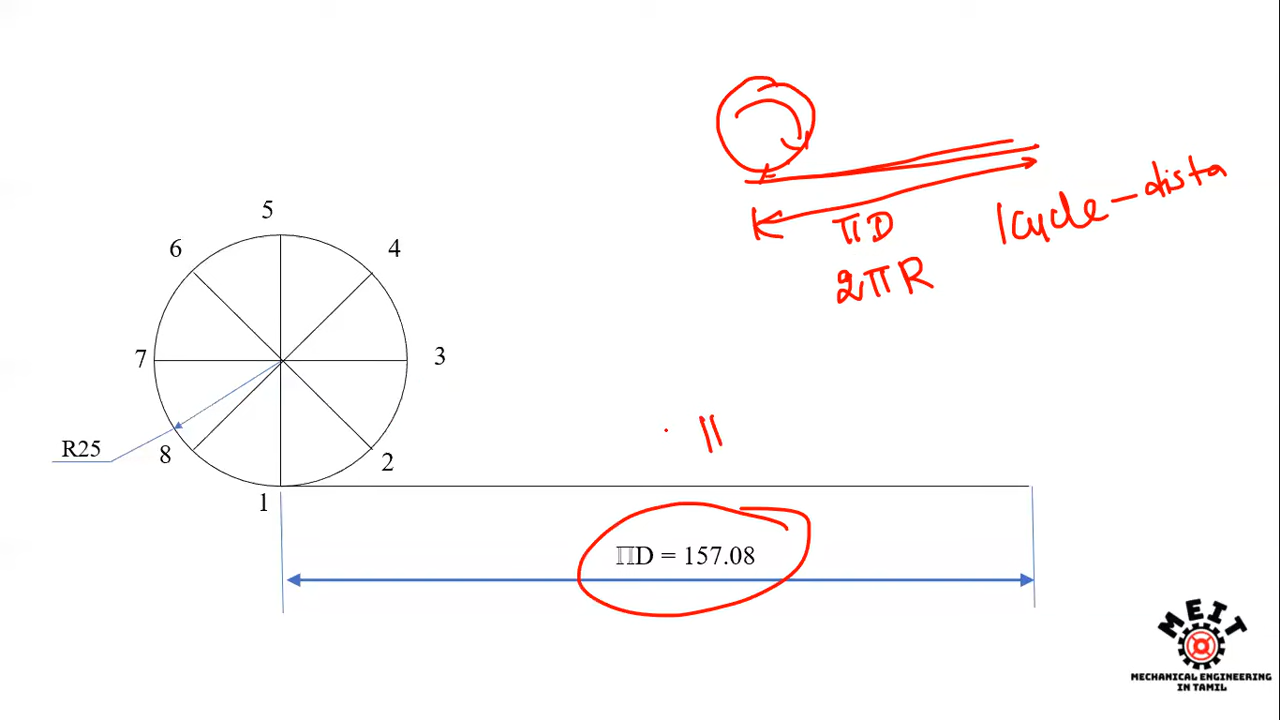 1cycle - dista
πD
2πR
5
6
4
7
3
R25
8
2
1
ΠD = 157.08
MEIT
MECHANICAL ENGINEERING
IN TAMIL